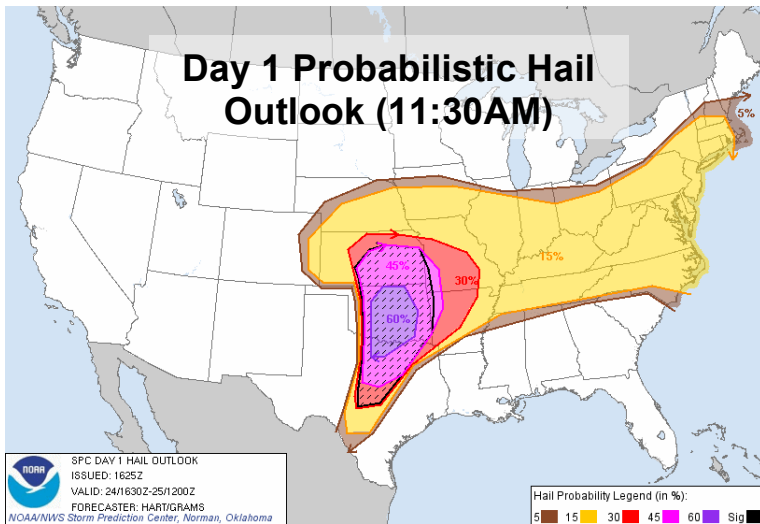 Day 1 Probabilistic Hail
Outlook (11:30AM)
5%
15%
45%
30%
60%
NOAA
SPC DAY 1 HAIL OUTLOOK
ISSUED: 1625Z
VALID: 24/1630Z-25/1200Z
FORECASTER: HART/GRAMS
NOAA/NWS Storm Prediction Center, Norman, Oklahoma
Hail Probability Legend (in %):
5 15 30 45 60 Sig